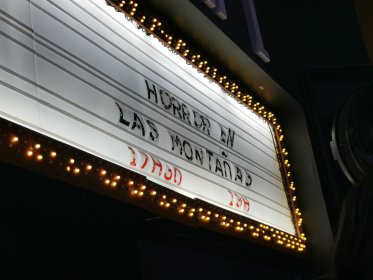 HORROR EN
LAS MONTAÑAS
17H30 19H